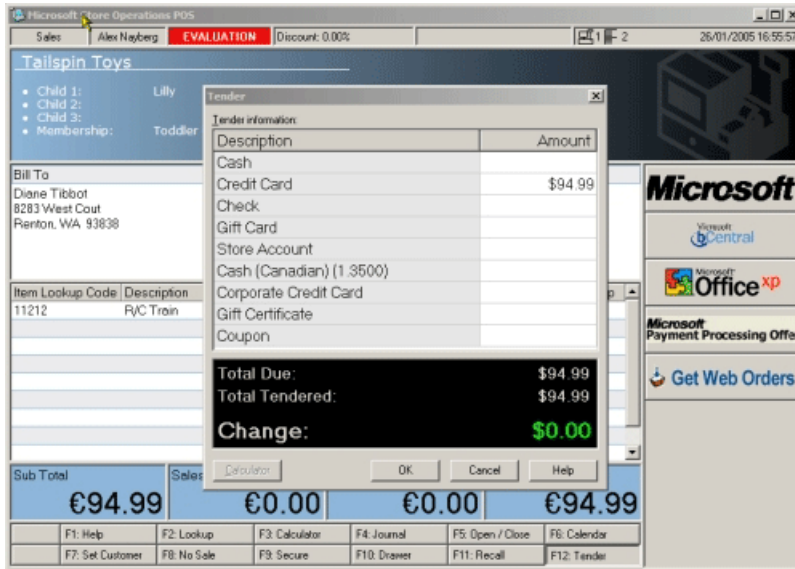 Microsoft Store Operations POS
Sales Alex Nayberg EVALUATION Discount: 0.00% 1 2 26/01/2005 16:55:57
Tailspin Toys
• Child 1: Lilly
• Child 2:
• Child 3:
• Membership: Toddler
Tender
Tender information:
Description Amount
Cash
Credit Card $94.99
Check
Gift Card
Store Account
Cash (Canadian) (1.3500)
Corporate Credit Card
Gift Certificate
Coupon
Total Due: $94.99
Total Tendered: $94.99
Change: $0.00
Calculator OK Cancel Help
Bill To
Diane Tibbot
8283 West Cout
Renton, WA 93838
Item Lookup Code Description p
11212 R/C Train
Microsoft
Microsoft
bCentral
Microsoft
Office xp
Microsoft
Payment Processing Offe
Get Web Orders
Sub Total Sales
€94.99 €0.00 €0.00 €94.99
F1: Help F2: Lookup F3: Calculator F4: Journal F5: Open / Close F6: Calendar
F7: Set Customer F8: No Sale F9: Secure F10: Drawer F11: Recall F12: Tender